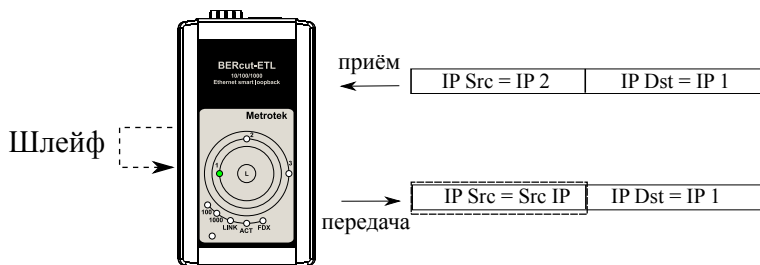 BERcut-ETL
10/100/1000
Ethernet smart loopback
Metrotek
2
1
3
L
100
1000
LINK
ACT
FDX
Шлейф
приём
IP Src = IP 2
IP Dst = IP 1
передача
IP Src = Src IP
IP Dst = IP 1